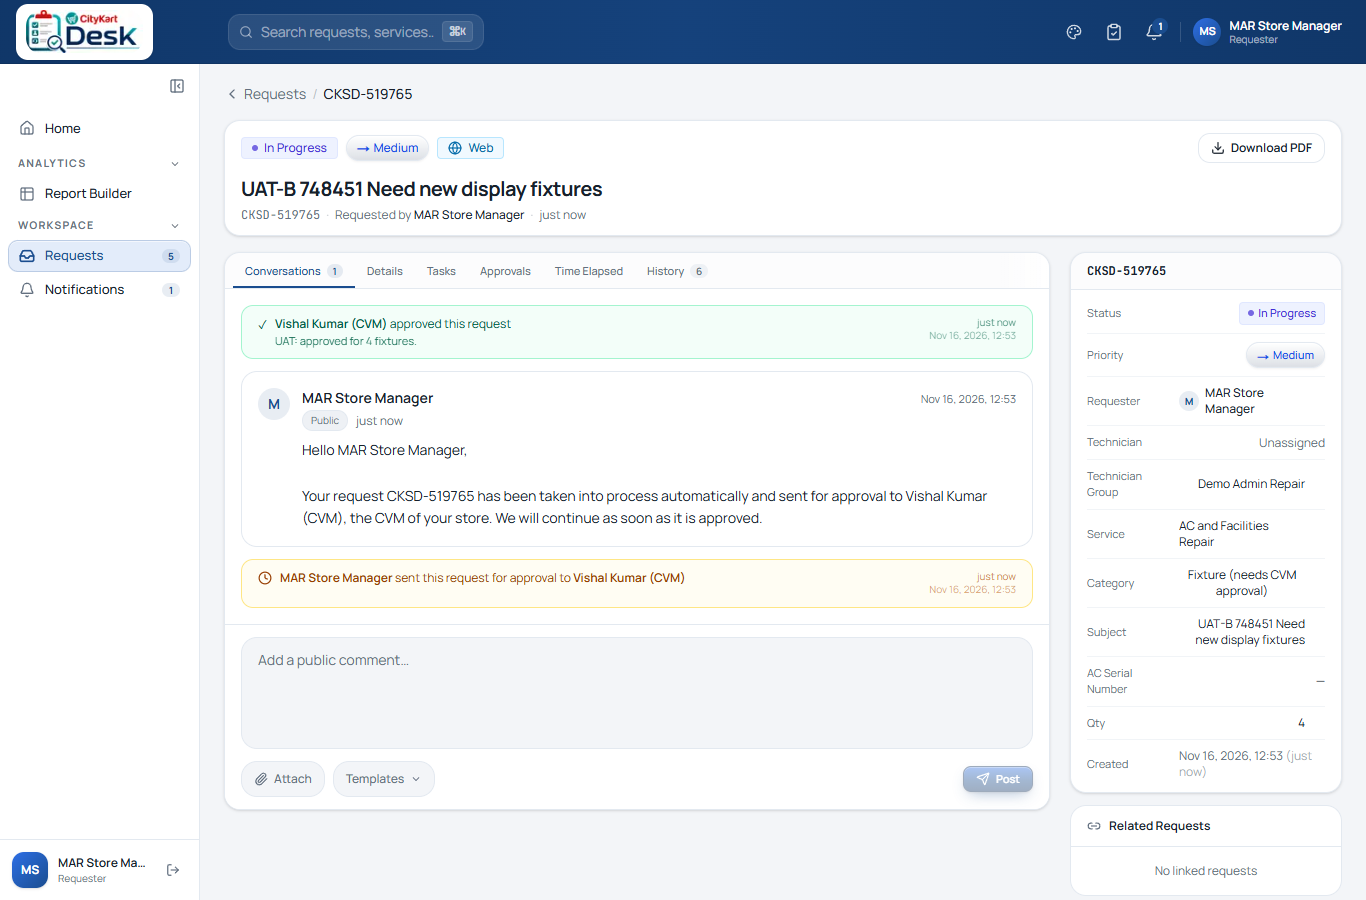 CityKart
Desk
Search requests, services..
⌘K
1
MS
MAR Store Manager
Requester
Home
ANALYTICS
Report Builder
WORKSPACE
Requests
5
Notifications
1
MS
MAR Store Ma...
Requester
Requests / CKSD-519765
In Progress
→ Medium
Web
Download PDF
UAT-B 748451 Need new display fixtures
CKSD-519765 · Requested by MAR Store Manager · just now
Conversations 1
Details
Tasks
Approvals
Time Elapsed
History 6
Vishal Kumar (CVM) approved this request
UAT: approved for 4 fixtures.
just now
Nov 16, 2026, 12:53
M
MAR Store Manager
Nov 16, 2026, 12:53
Public
just now
Hello MAR Store Manager,
Your request CKSD-519765 has been taken into process automatically and sent for approval to Vishal Kumar
(CVM), the CVM of your store. We will continue as soon as it is approved.
MAR Store Manager sent this request for approval to Vishal Kumar (CVM)
just now
Nov 16, 2026, 12:53
Add a public comment...
Attach
Templates
Post
CKSD-519765
Status
In Progress
Priority
→ Medium
Requester
M
MAR Store
Manager
Technician
Unassigned
Technician
Group
Demo Admin Repair
Service
AC and Facilities
Repair
Category
Fixture (needs CVM
approval)
Subject
UAT-B 748451 Need
new display fixtures
AC Serial
Number
—
Qty
4
Created
Nov 16, 2026, 12:53 (just
now)
Related Requests
No linked requests